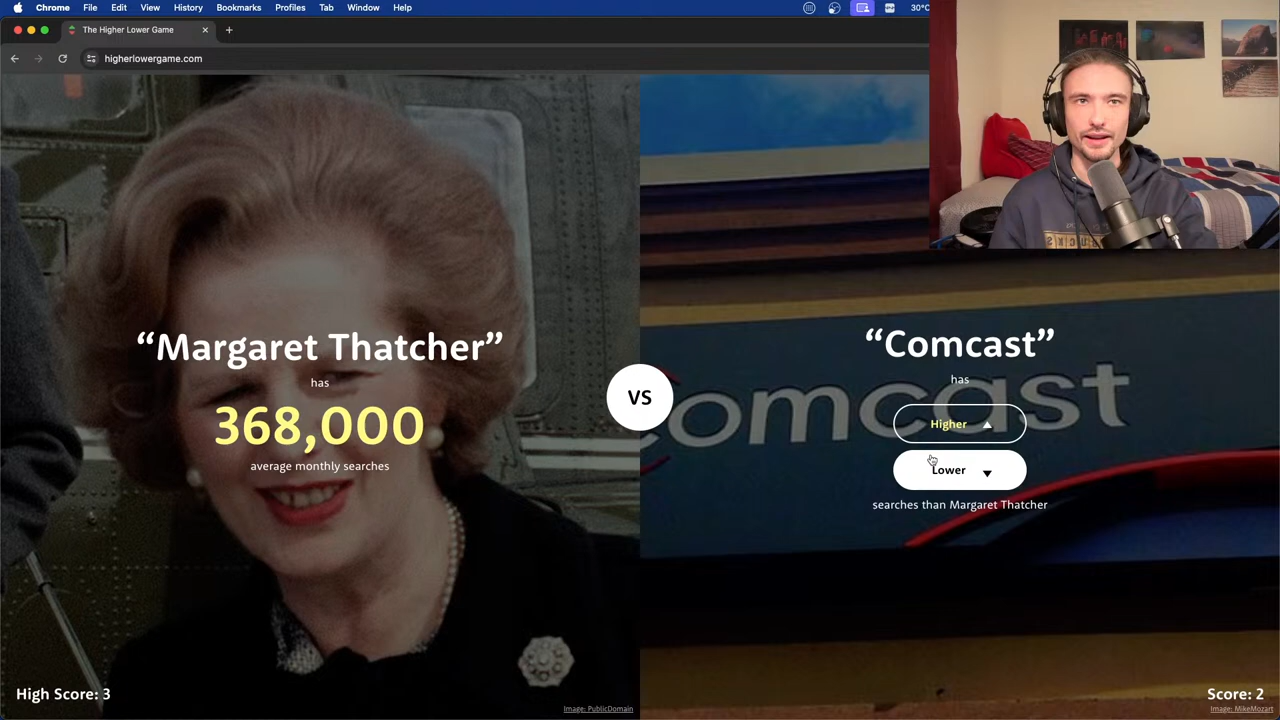 Chrome File Edit View History Bookmarks Profiles Tab Window Help 30°C
The Higher Lower Game
higherlowergame.com
“Margaret Thatcher”
has
368,000
average monthly searches
VS
“Comcast”
has
Higher
Lower
searches than Margaret Thatcher
Comcast
High Score: 3
Image: PublicDomain
Score: 2
Image: MikeMozart